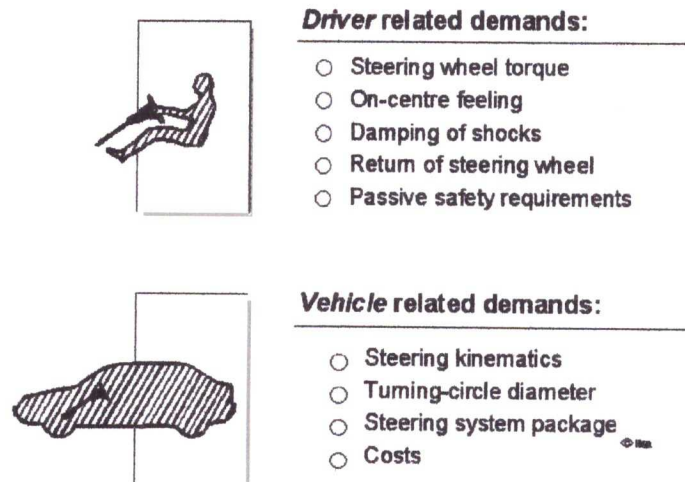 Driver related demands:
Steering wheel torque
On-centre feeling
Damping of shocks
Return of steering wheel
Passive safety requirements
Vehicle related demands:
Steering kinematics
Turning-circle diameter
Steering system package
Costs